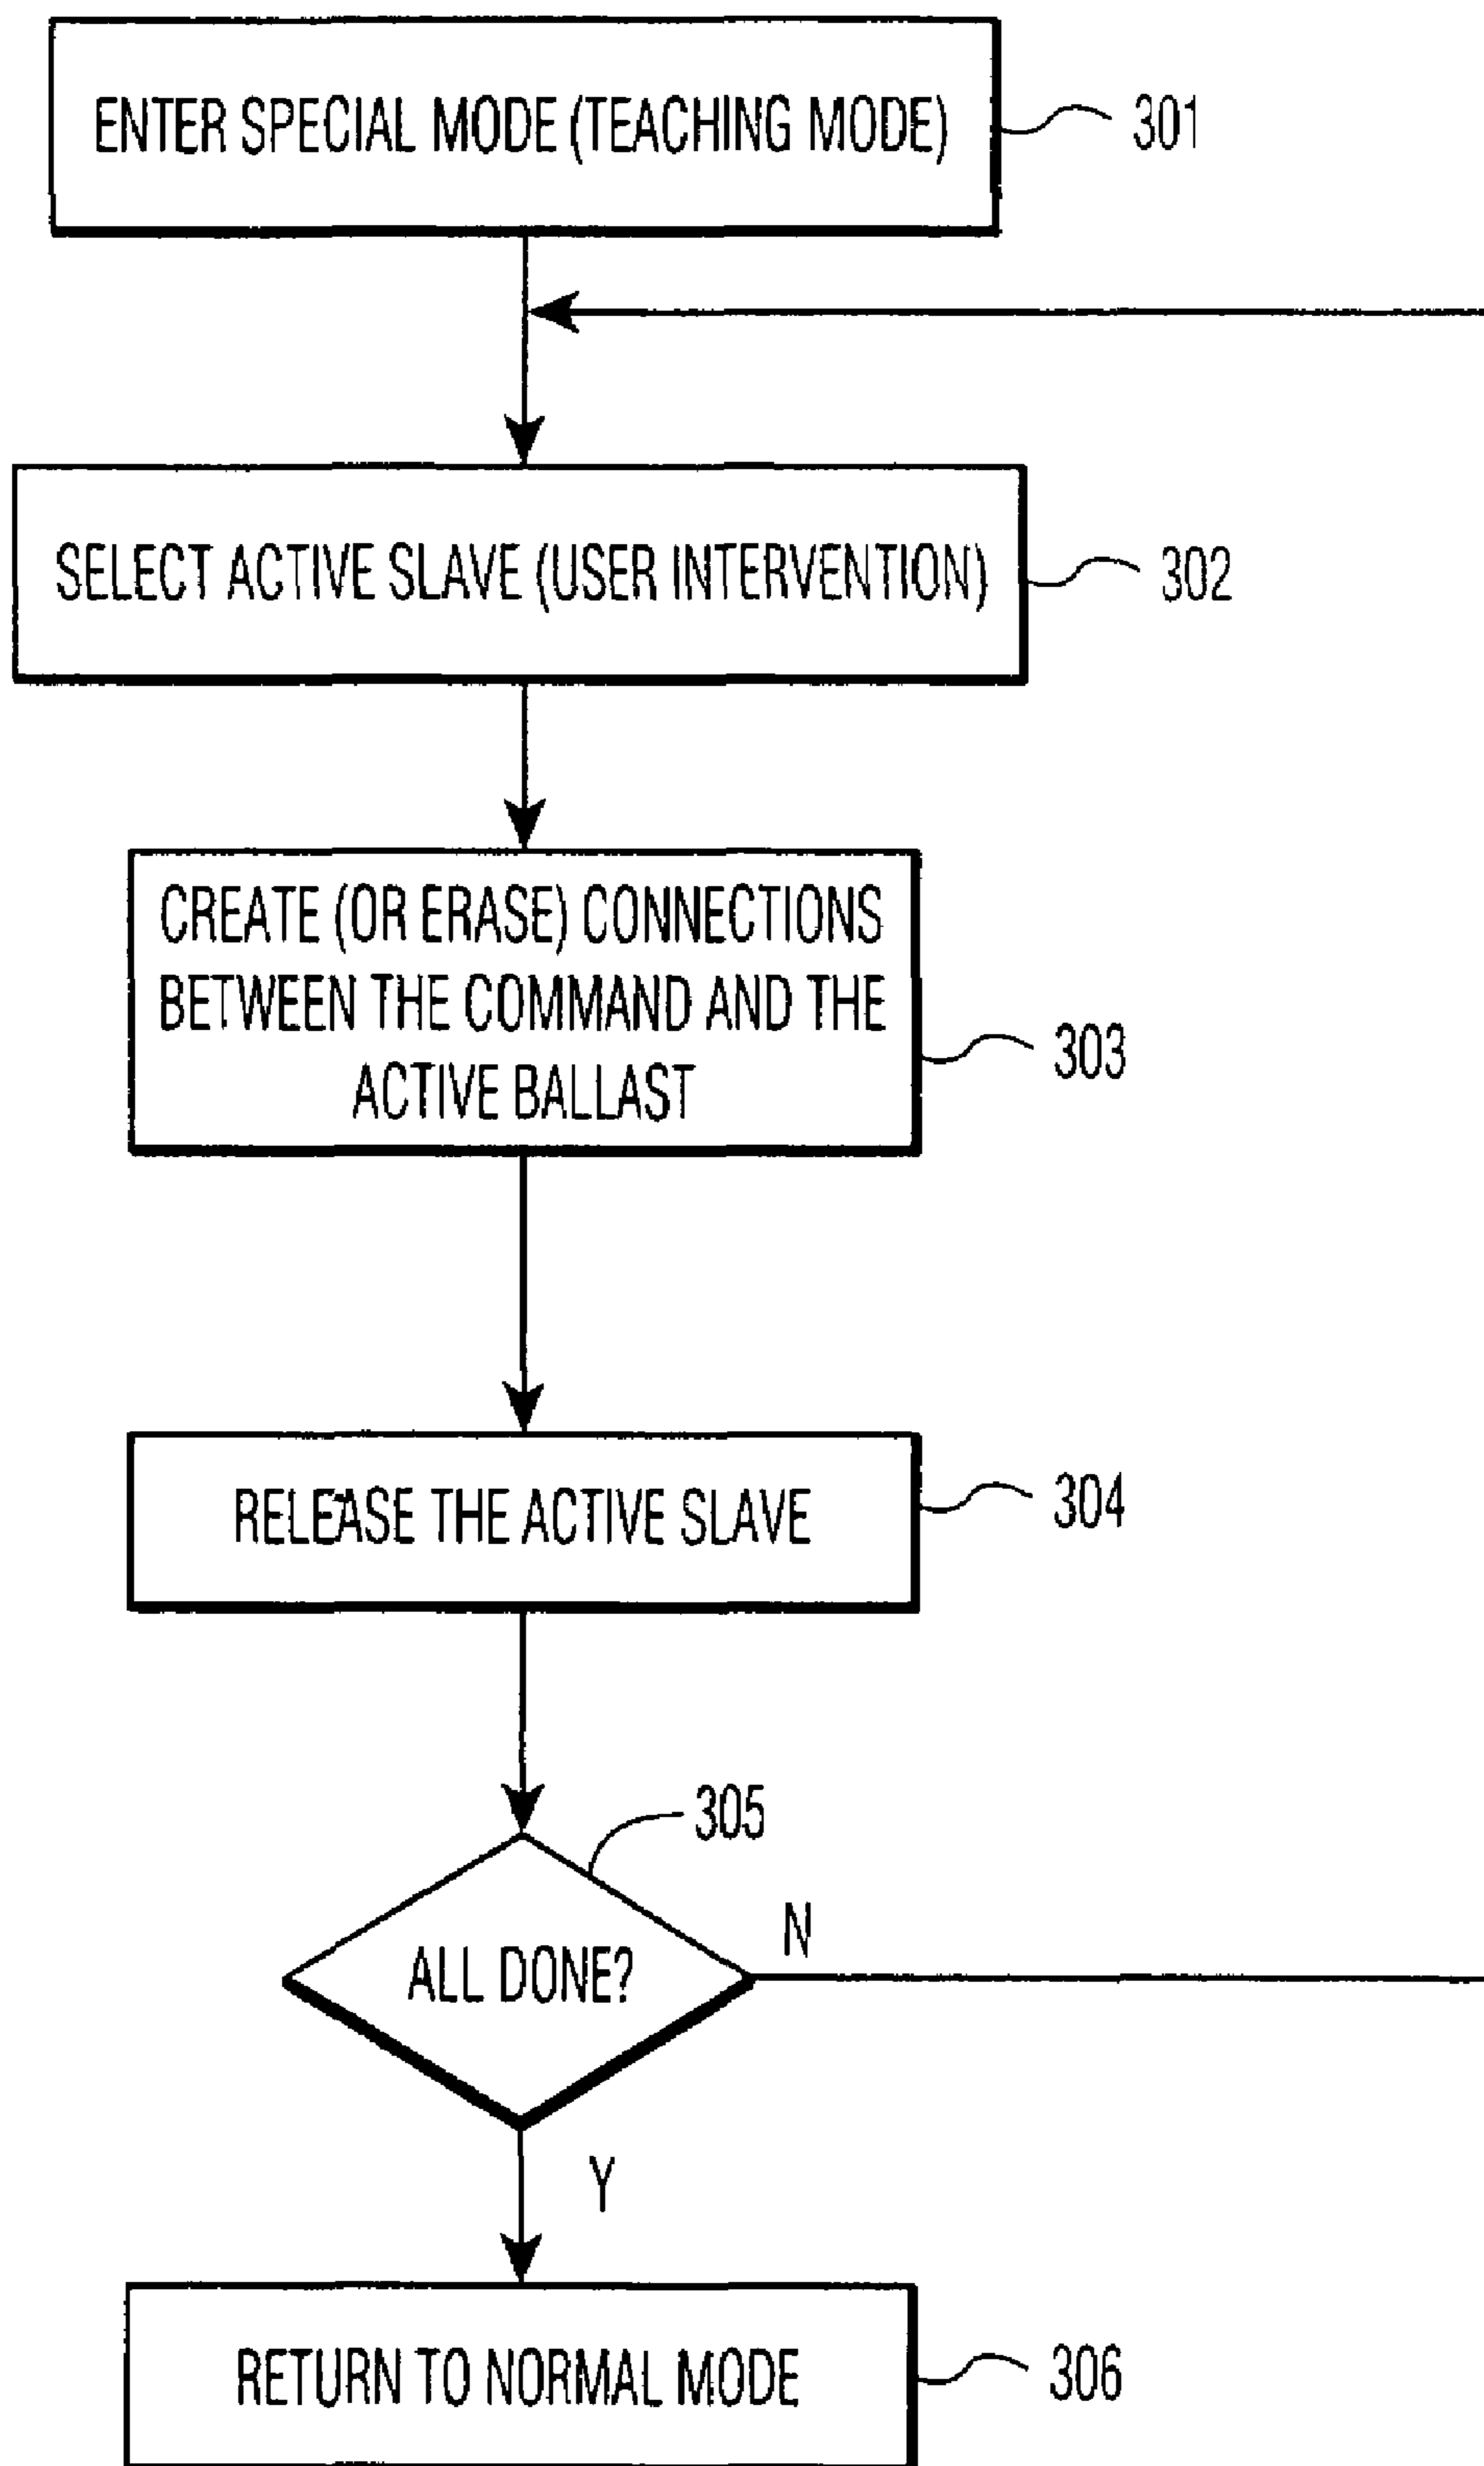 ENTER SPECIAL MODE (TEACHING MODE)
301
SELECT ACTIVE SLAVE (USER INTERVENTION)
302
CREATE (OR ERASE) CONNECTIONS
BETWEEN THE COMMAND AND THE
ACTIVE BALLAST
303
RELEASE THE ACTIVE SLAVE
304
305
ALL DONE?
N
Y
RETURN TO NORMAL MODE
306